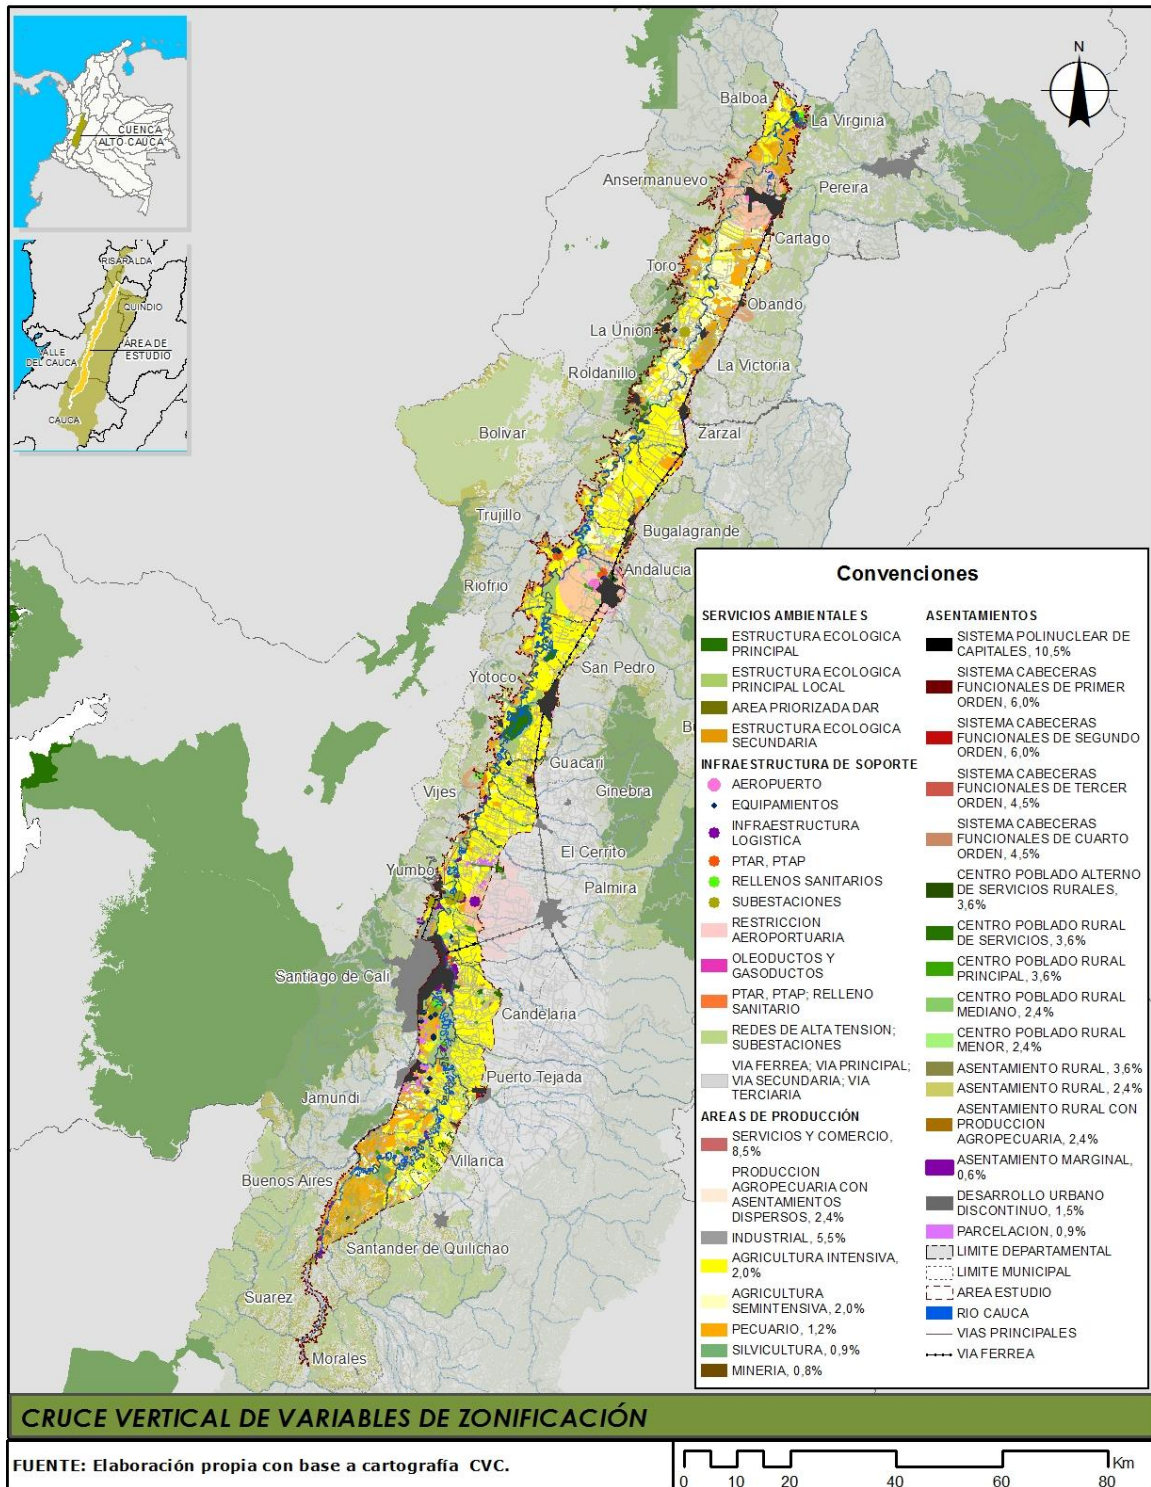 CUENCA
ALTO CAUCA
RISARALDA
QUINDIO
AREA DE
ESTUDIO
VALLE
DEL CAUCA
CAUCA
N
Balboa
La Virginia
Ansermanuevo
Pereira
Cartago
Toro
Obando
La Union
La Victoria
Roldanillo
Zarzal
Bolivar
Trujillo
Bugalagrande
Andalucia
Riofrio
San Pedro
Yotoco
Guacari
Vijes
Ginebra
El Cerrito
Yumbo
Palmira
Santiago de Cali
Candelaria
Puerto Tejada
Jamundi
Villarica
Buenos Aires
Santander de Quilichao
Suarez
Morales
Convenciones
SERVICIOS AMBIENTALES
ESTRUCTURA ECOLOGICA
PRINCIPAL
ESTRUCTURA ECOLOGICA
PRINCIPAL LOCAL
AREA PRIORIZADA DAR
ESTRUCTURA ECOLOGICA
SECUNDARIA
INFRAESTRUCTURA DE SOPORTE
AEROPUERTO
EQUIPAMIENTOS
INFRAESTRUCTURA
LOGISTICA
PTAR, PTAP
RELLENOS SANITARIOS
SUBESTACIONES
RESTRICCION
AEROPORTUARIA
OLEODUCTOS Y
GASODUCTOS
PTAR, PTAP; RELLENO
SANITARIO
REDES DE ALTA TENSION;
SUBESTACIONES
VIA FERREA; VIA PRINCIPAL;
VIA SECUNDARIA; VIA
TERCIARIA
AREAS DE PRODUCCIÓN
SERVICIOS Y COMERCIO,
8,5%
PRODUCCION
AGROPECUARIA CON
ASENTAMIENTOS
DISPERSOS, 2,4%
INDUSTRIAL, 5,5%
AGRICULTURA INTENSIVA,
2,0%
AGRICULTURA
SEMINTENSIVA, 2,0%
PECUARIO, 1,2%
SILVICULTURA, 0,9%
MINERIA, 0,8%
ASENTAMIENTOS
SISTEMA POLINUCLEAR DE
CAPITALES, 10,5%
SISTEMA CABECERAS
FUNCIONALES DE PRIMER
ORDEN, 6,0%
SISTEMA CABECERAS
FUNCIONALES DE SEGUNDO
ORDEN, 6,0%
SISTEMA CABECERAS
FUNCIONALES DE TERCER
ORDEN, 4,5%
SISTEMA CABECERAS
FUNCIONALES DE CUARTO
ORDEN, 4,5%
CENTRO POBLADO ALTERNO
DE SERVICIOS RURALES,
3,6%
CENTRO POBLADO RURAL
DE SERVICIOS, 3,6%
CENTRO POBLADO RURAL
PRINCIPAL, 3,6%
CENTRO POBLADO RURAL
MEDIANO, 2,4%
CENTRO POBLADO RURAL
MENOR, 2,4%
ASENTAMIENTO RURAL, 3,6%
ASENTAMIENTO RURAL, 2,4%
ASENTAMIENTO RURAL CON
PRODUCCION
AGROPECUARIA, 2,4%
ASENTAMIENTO MARGINAL,
0,6%
DESARROLLO URBANO
DISCONTINUO, 1,5%
PARCELACION, 0,9%
LIMITE DEPARTAMENTAL
LIMITE MUNICIPAL
AREA ESTUDIO
RIO CAUCA
VIAS PRINCIPALES
VIA FERREA
CRUCE VERTICAL DE VARIABLES DE ZONIFICACIÓN
FUENTE: Elaboración propia con base a cartografía CVC.
0 10 20 40 60 80 Km